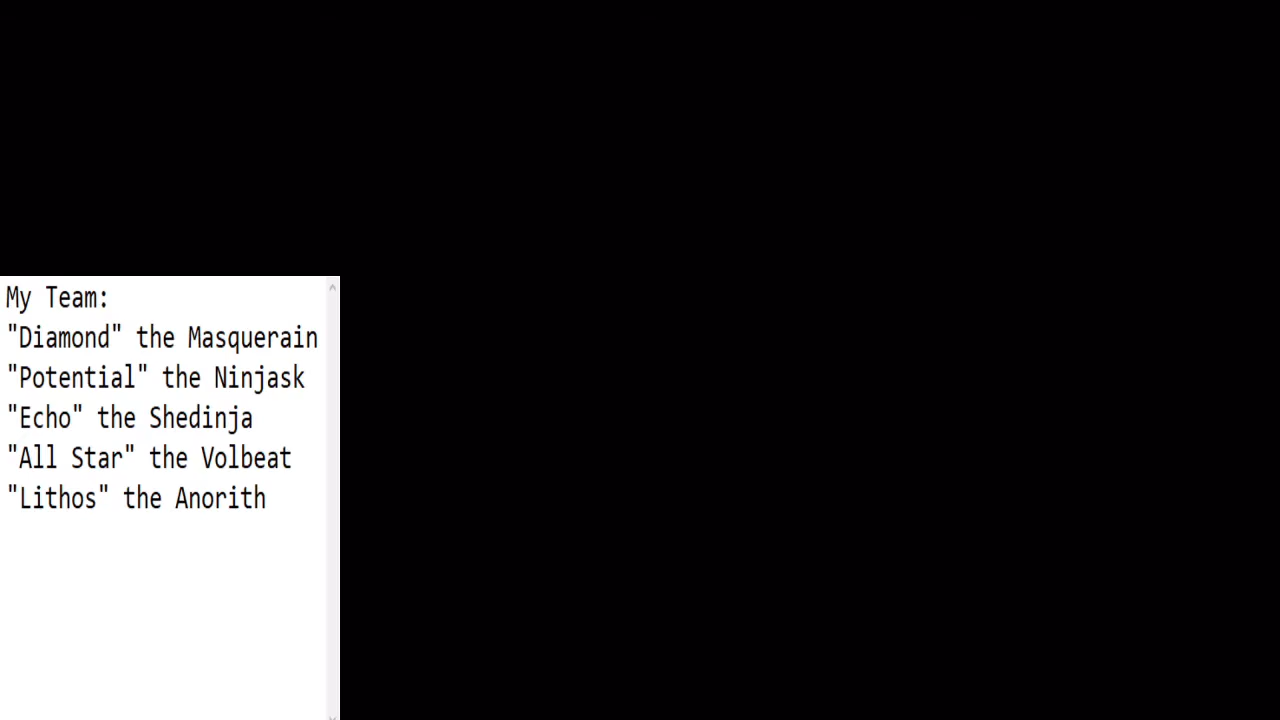 My Team:
"Diamond" the Masquerain
"Potential" the Ninjask
"Echo" the Shedinja
"All Star" the Volbeat
"Lithos" the Anorith